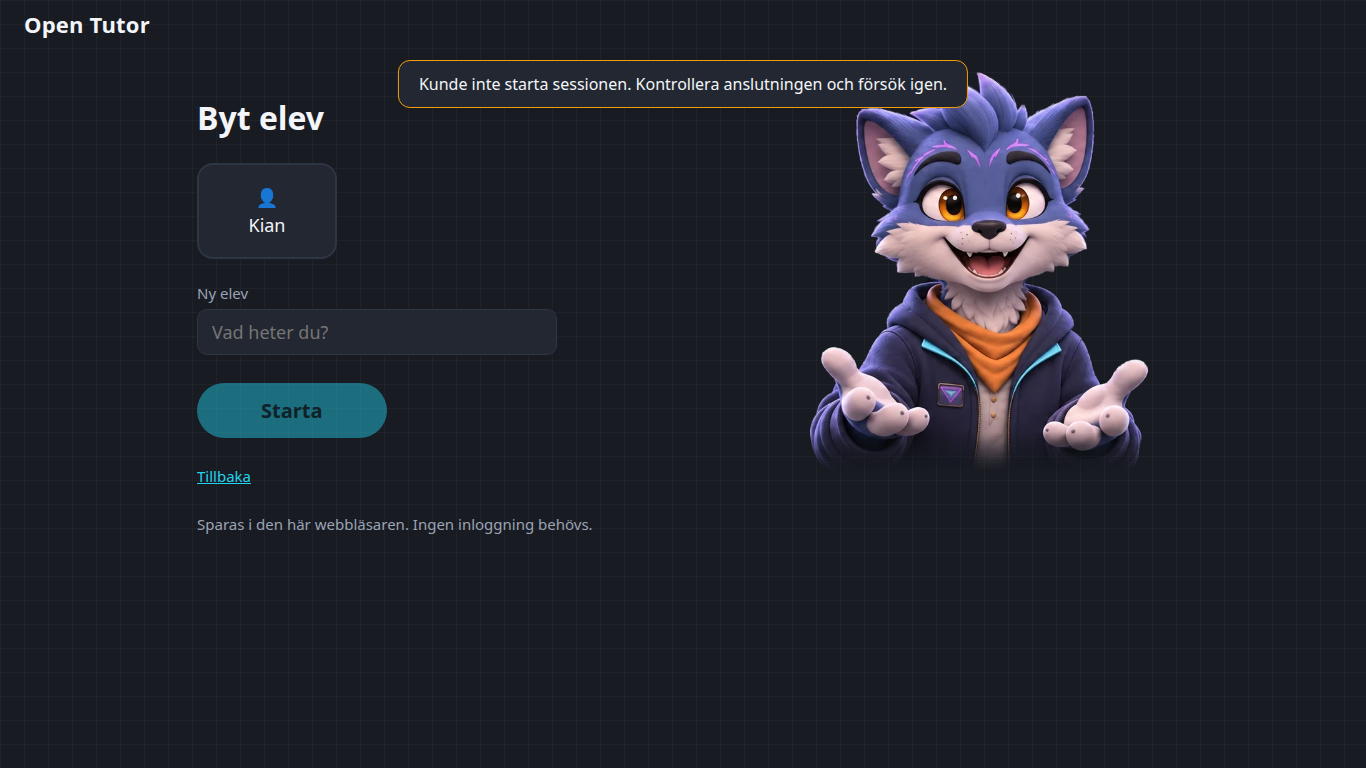 Open Tutor
Kunde inte starta sessionen. Kontrollera anslutningen och försök igen.
Byt elev
Kian
Ny elev
Vad heter du?
Starta
Tillbaka
Sparas i den här webbläsaren. Ingen inloggning behövs.